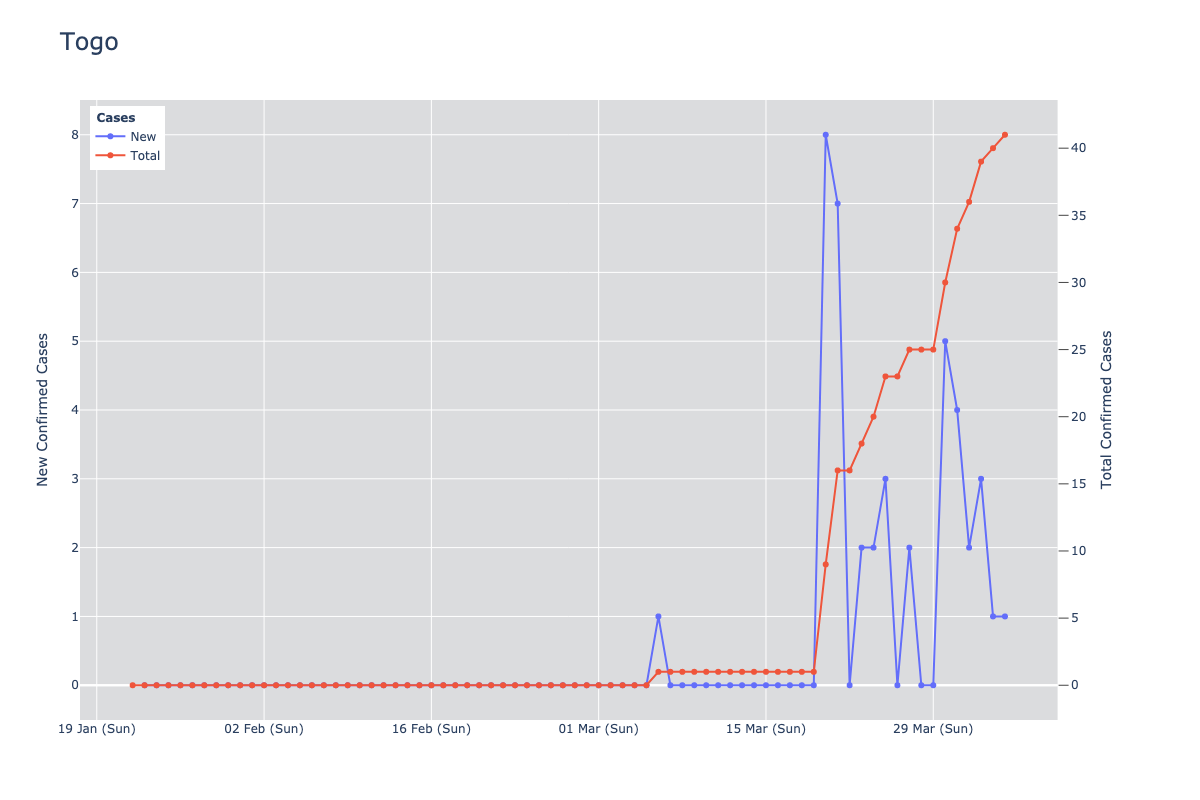 Togo
Cases
New
Total
8
7
6
5
4
3
2
1
0
New Confirmed Cases
40
35
30
25
20
15
10
5
0
Total Confirmed Cases
19 Jan (Sun)
02 Feb (Sun)
16 Feb (Sun)
01 Mar (Sun)
15 Mar (Sun)
29 Mar (Sun)